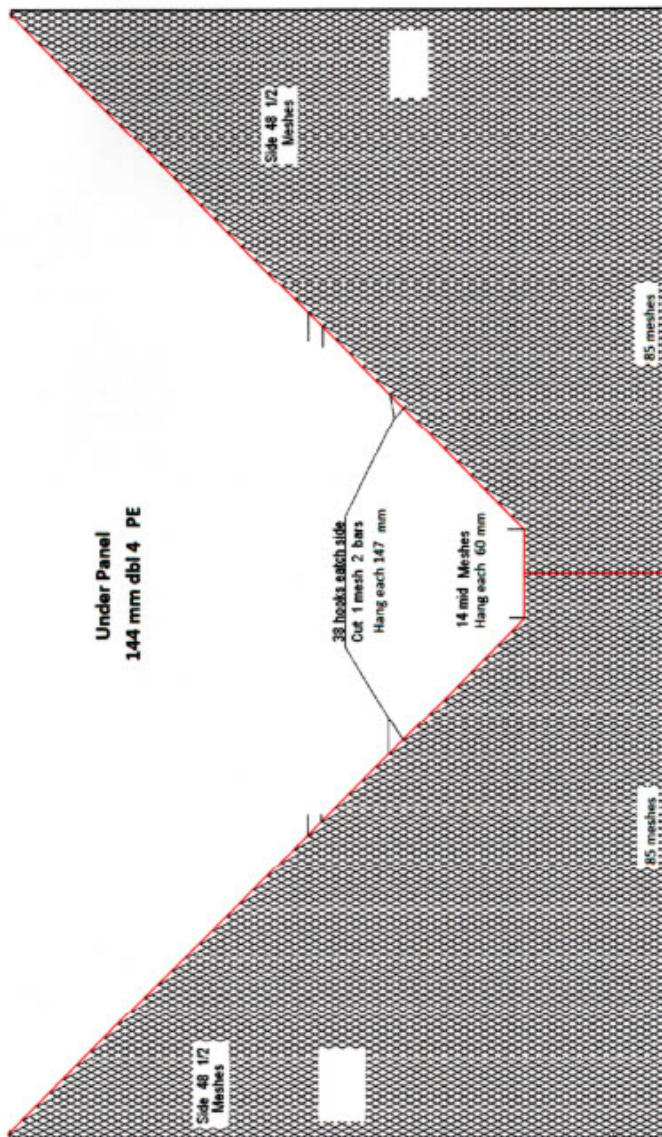 Under Panel
144 mm dbl 4 PE
Side 48 1/2
Meshes
Side 48 1/2
Meshes
38 hooks eatch side
Cut 1 mesh 2 bars
Hang each 147 mm
14 mid Meshes
Hang each 60 mm
85 meshes
85 meshes